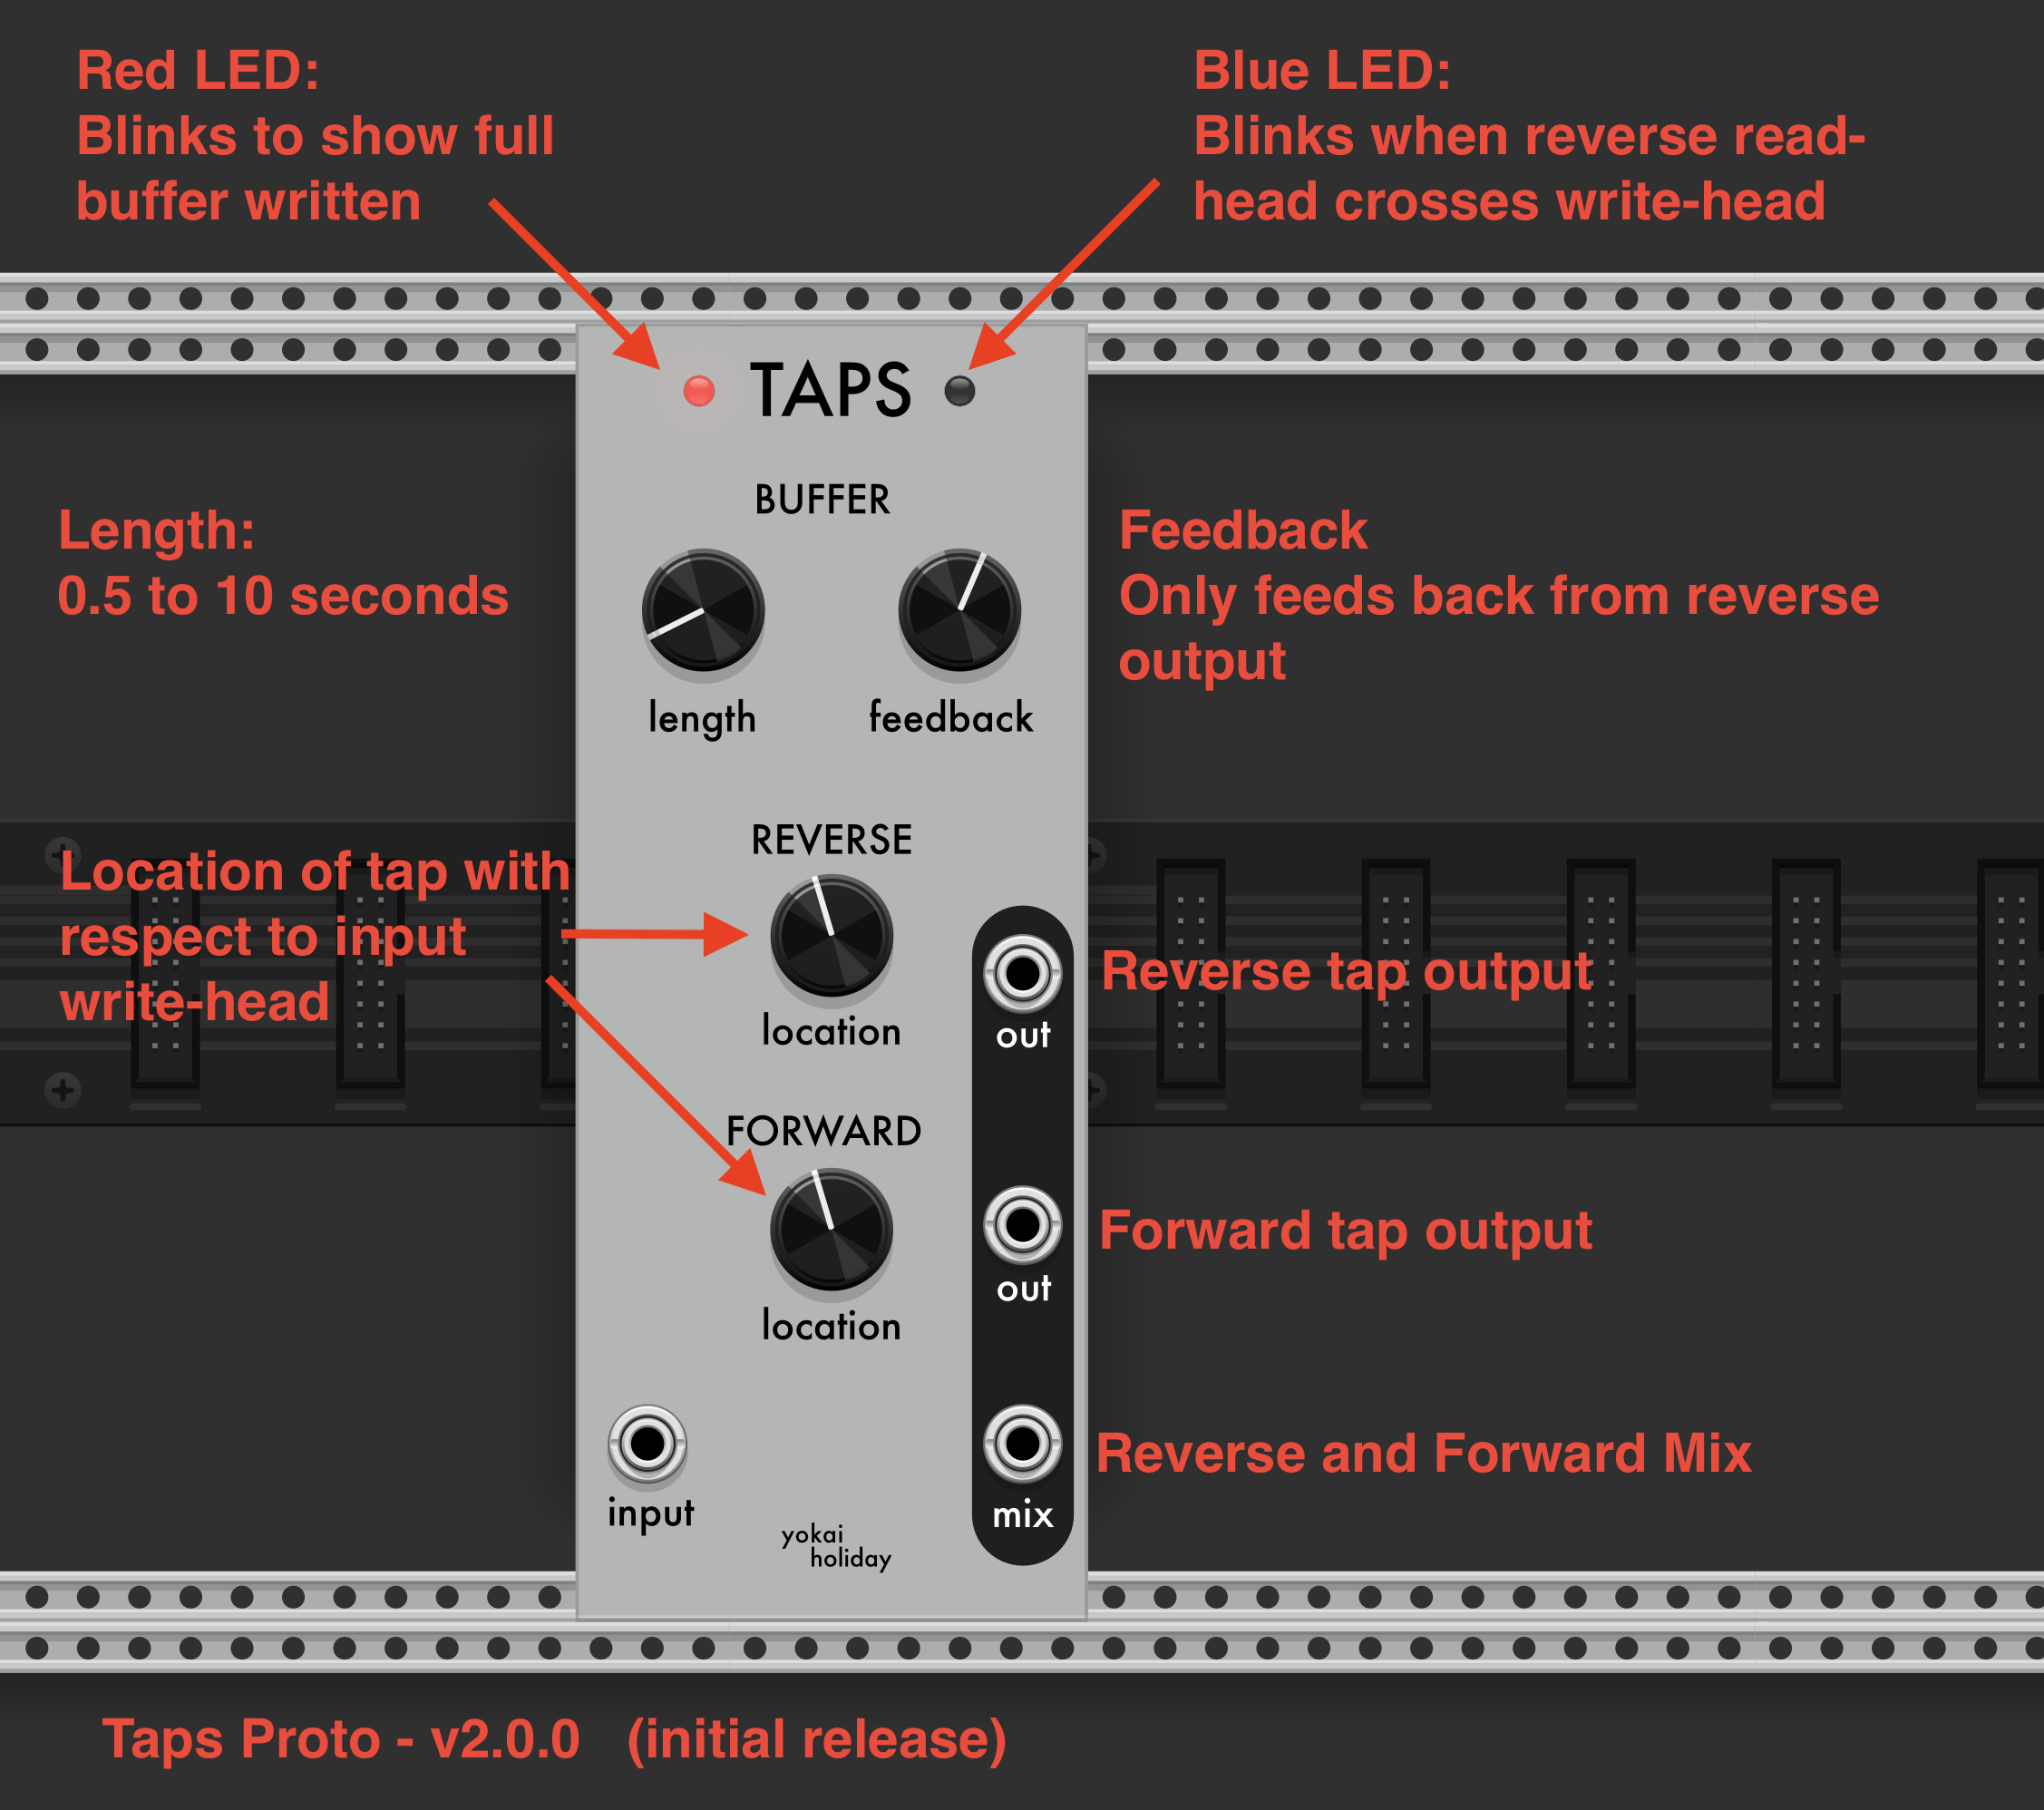 Red LED:
Blinks to show full
buffer written
Blue LED:
Blinks when reverse read-
head crosses write-head
TAPS
BUFFER
Length:
0.5 to 10 seconds
Feedback
Only feeds back from reverse
output
length
feedback
REVERSE
Location of tap with
respect to input
write-head
location
Reverse tap output
out
FORWARD
Forward tap output
out
location
Reverse and Forward Mix
input
mix
yokai
holiday
Taps Proto - v2.0.0 (initial release)